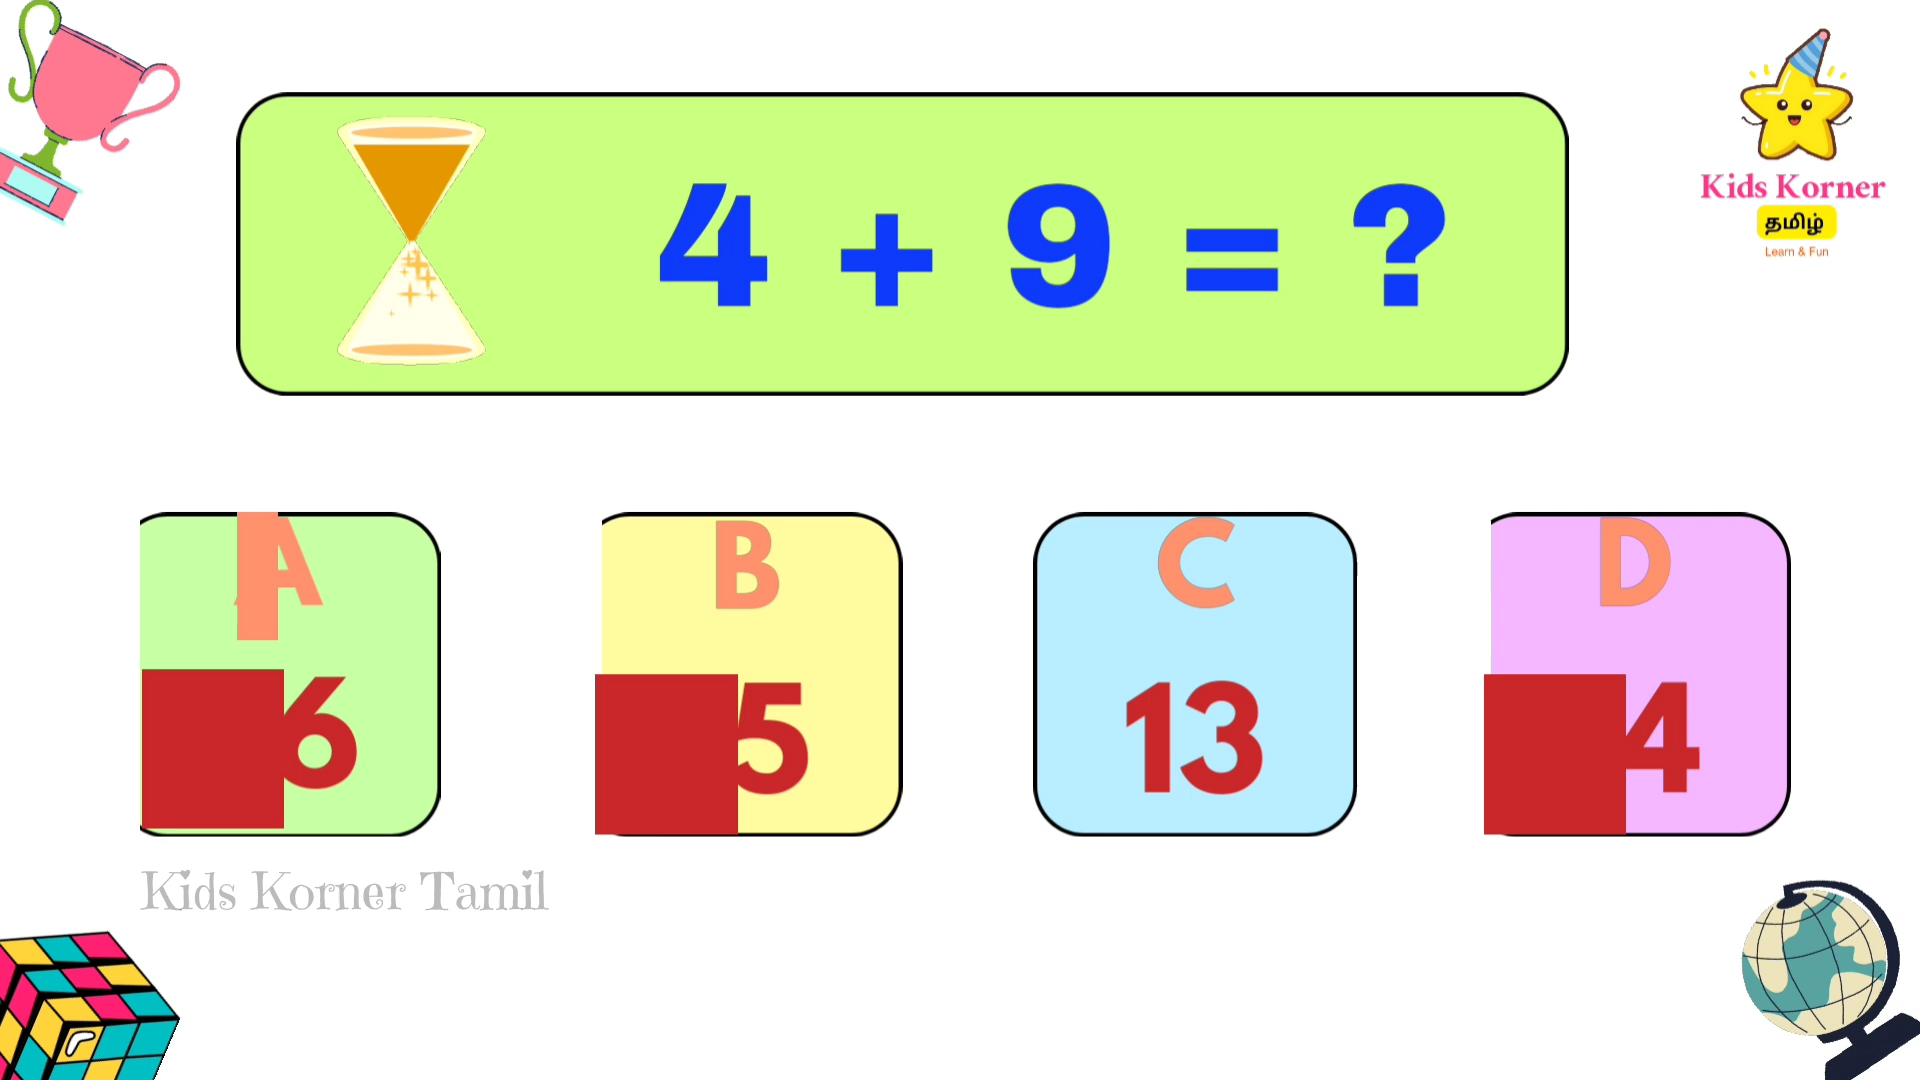 Kids Korner
தமிழ்
Learn & Fun
4 + 9 = ?
A B C D
6 5 13 4
Kids Korner Tamil